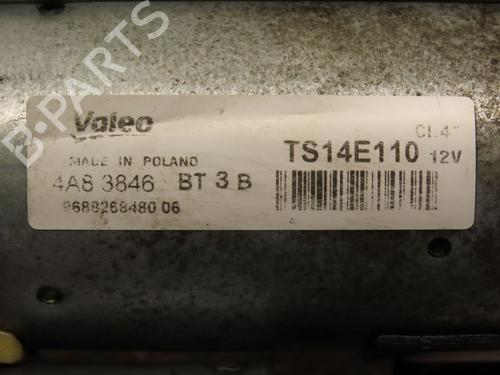 B-PARTS
Valeo
MADE IN POLAND
4A8 3846 BT 3 B
9688268480 06
TS14E110 12V